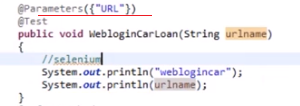 @Parameters({"URL"})
@Test
public void WebloginCarLoan(String urlname)
{
//selenium
System.out.println("weblogincar");
System.out.println(urlname);
}